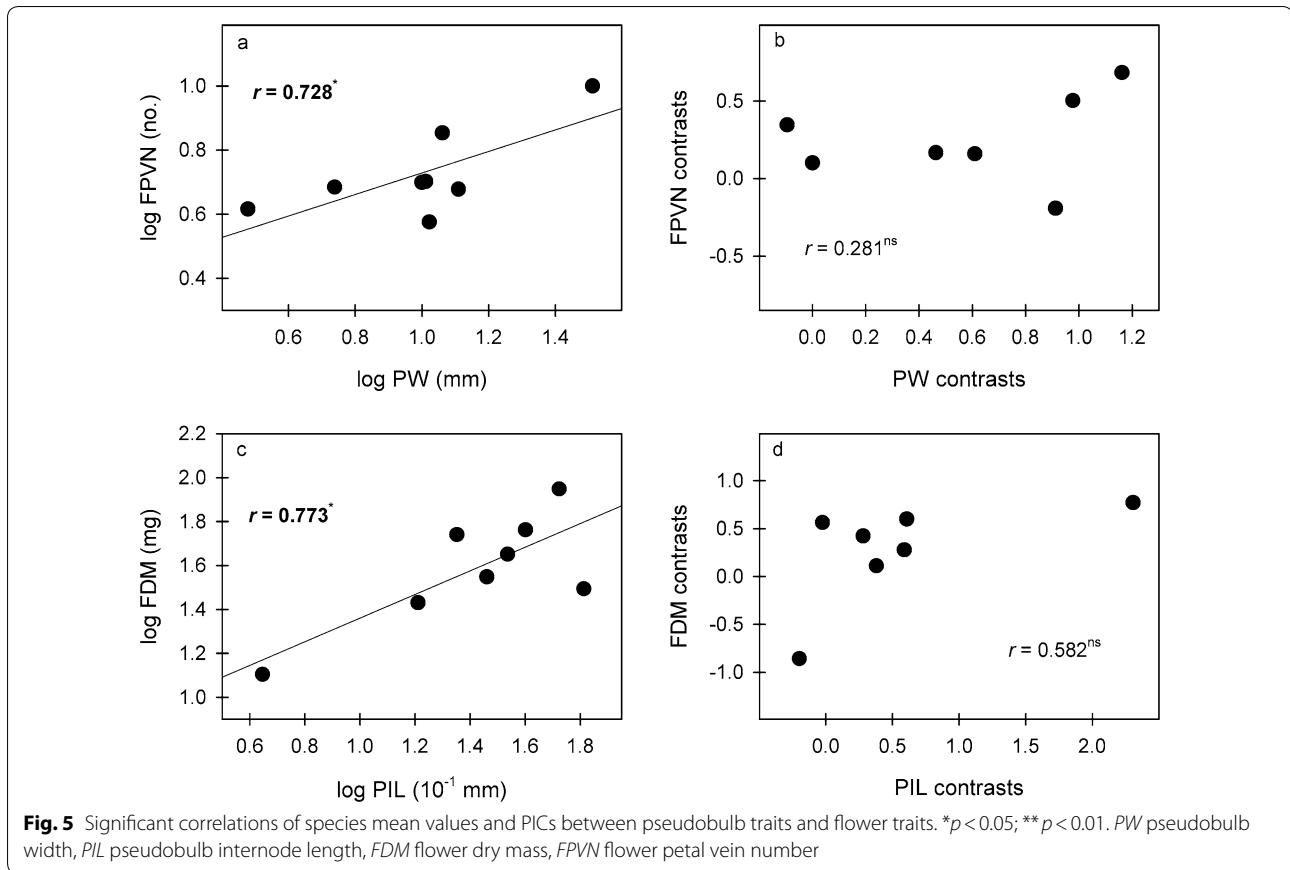 a
r = 0.728*
log FPVN (no.)
1.0
0.8
0.6
0.4
0.6 0.8 1.0 1.2 1.4
log PW (mm)
b
FPVN contrasts
0.5
0.0
-0.5
r = 0.281ns
0.0 0.2 0.4 0.6 0.8 1.0 1.2
PW contrasts
c
r = 0.773*
log FDM (mg)
2.2
2.0
1.8
1.6
1.4
1.2
1.0
0.6 0.8 1.0 1.2 1.4 1.6 1.8
log PIL (10-1 mm)
d
FDM contrasts
1.0
0.5
0.0
-0.5
-1.0
r = 0.582ns
0.0 0.5 1.0 1.5 2.0
PIL contrasts
Fig. 5 Significant correlations of species mean values and PICs between pseudobulb traits and flower traits. *p < 0.05; ** p < 0.01. PW pseudobulb
width, PIL pseudobulb internode length, FDM flower dry mass, FPVN flower petal vein number